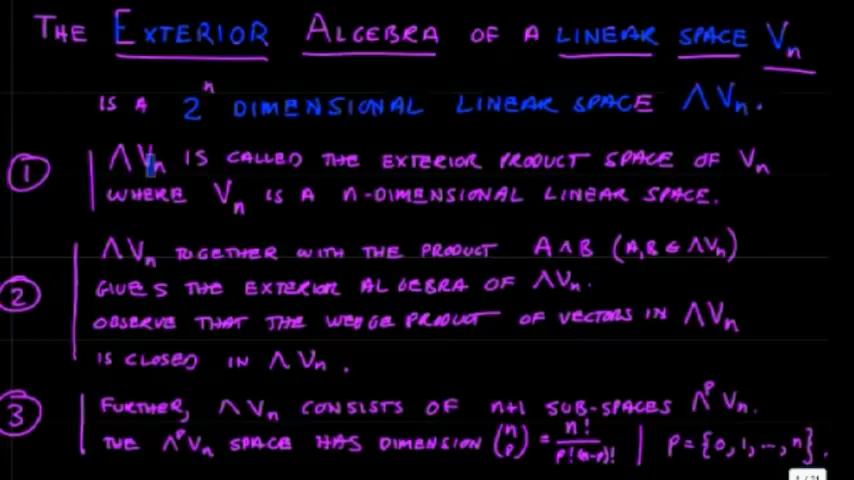 THE EXTERIOR ALGEBRA OF A LINEAR SPACE Vₙ
IS A 2ⁿ DIMENSIONAL LINEAR SPACE ΛVₙ.
① ΛVₙ IS CALLED THE EXTERIOR PRODUCT SPACE OF Vₙ
WHERE Vₙ IS A n-DIMENSIONAL LINEAR SPACE.
② ΛVₙ TOGETHER WITH THE PRODUCT A∧B (A,B ∈ ΛVₙ)
GIVES THE EXTERIOR ALGEBRA OF ΛVₙ.
OBSERVE THAT THE WEDGE PRODUCT OF VECTORS IN ΛVₙ
IS CLOSED IN ΛVₙ.
③ FURTHER, ΛVₙ CONSISTS OF n+1 SUB-SPACES ΛᵖVₙ.
THE ΛᵖVₙ SPACE HAS DIMENSION (n p) = n!/p!(n-p)! | p={0,1,...,n}.